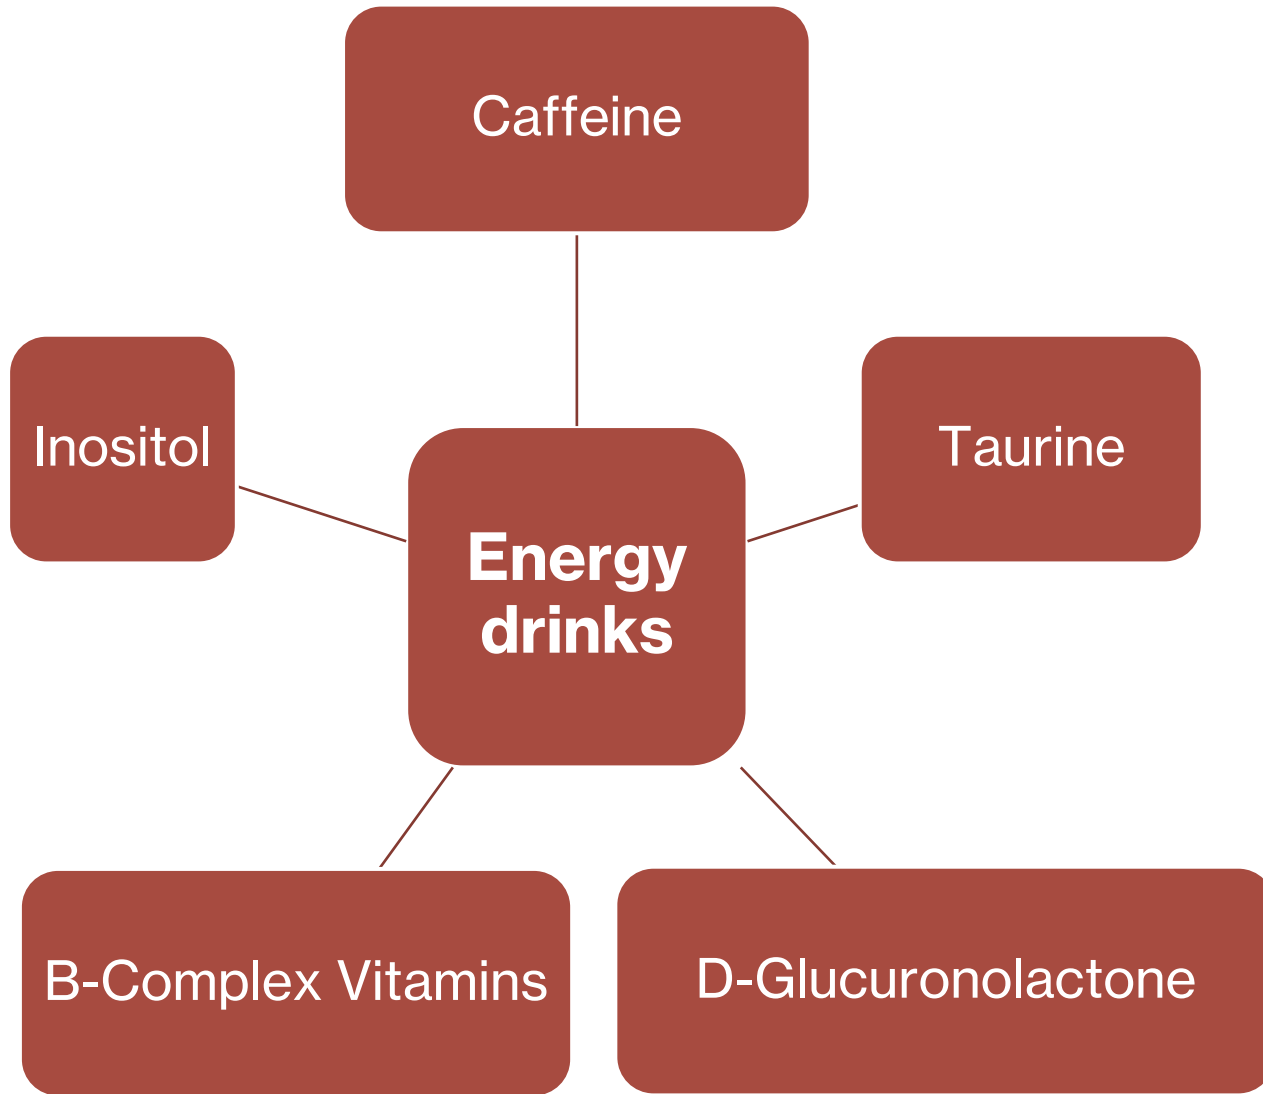 Caffeine
Inositol
Taurine
Energy
drinks
B-Complex Vitamins
D-Glucuronolactone